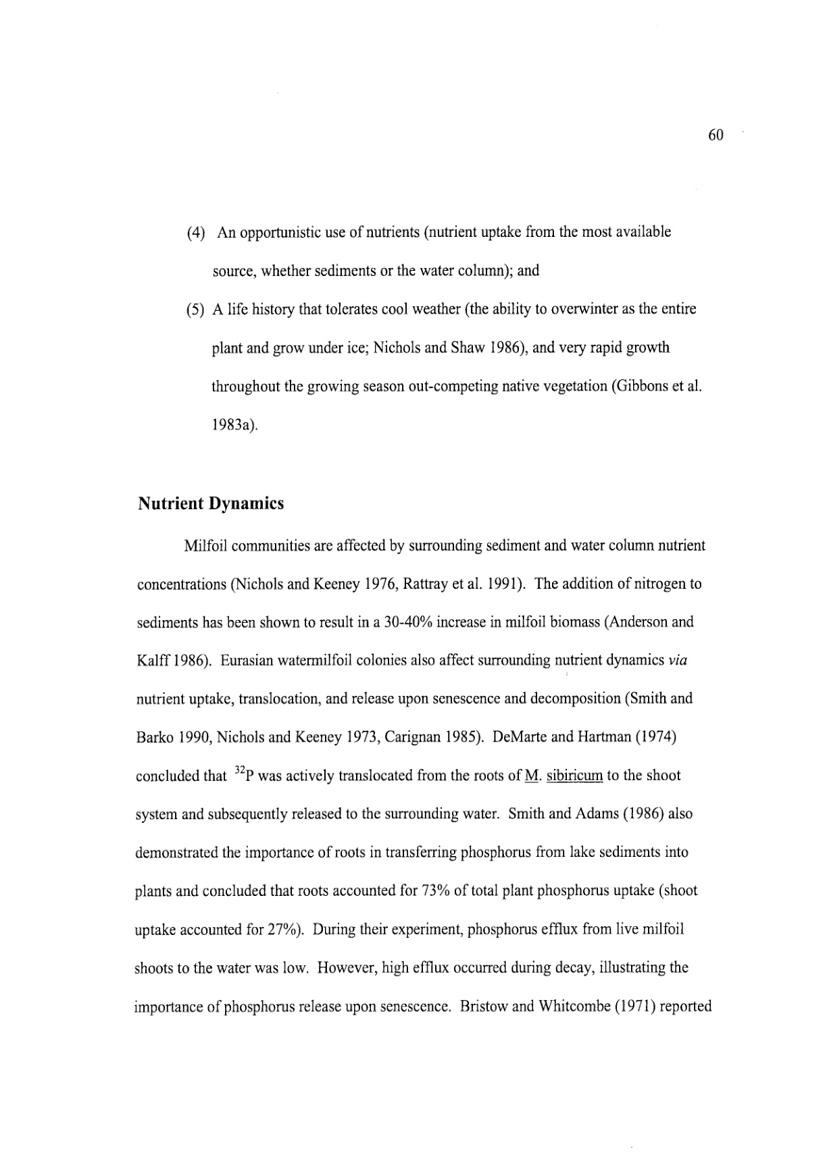 60
(4) An opportunistic use of nutrients (nutrient uptake from the most available
source, whether sediments or the water column); and
(5) A life history that tolerates cool weather (the ability to overwinter as the entire
plant and grow under ice; Nichols and Shaw 1986), and very rapid growth
throughout the growing season out-competing native vegetation (Gibbons et al.
1983a).
Nutrient Dynamics
Milfoil communities are affected by surrounding sediment and water column nutrient
concentrations (Nichols and Keeney 1976, Rattray et al. 1991). The addition of nitrogen to
sediments has been shown to result in a 30-40% increase in milfoil biomass (Anderson and
Kalff 1986). Eurasian watermilfoil colonies also affect surrounding nutrient dynamics via
nutrient uptake, translocation, and release upon senescence and decomposition (Smith and
Barko 1990, Nichols and Keeney 1973, Carignan 1985). DeMarte and Hartman (1974)
concluded that ³²P was actively translocated from the roots of M. sibiricum to the shoot
system and subsequently released to the surrounding water. Smith and Adams (1986) also
demonstrated the importance of roots in transferring phosphorus from lake sediments into
plants and concluded that roots accounted for 73% of total plant phosphorus uptake (shoot
uptake accounted for 27%). During their experiment, phosphorus efflux from live milfoil
shoots to the water was low. However, high efflux occurred during decay, illustrating the
importance of phosphorus release upon senescence. Bristow and Whitcombe (1971) reported